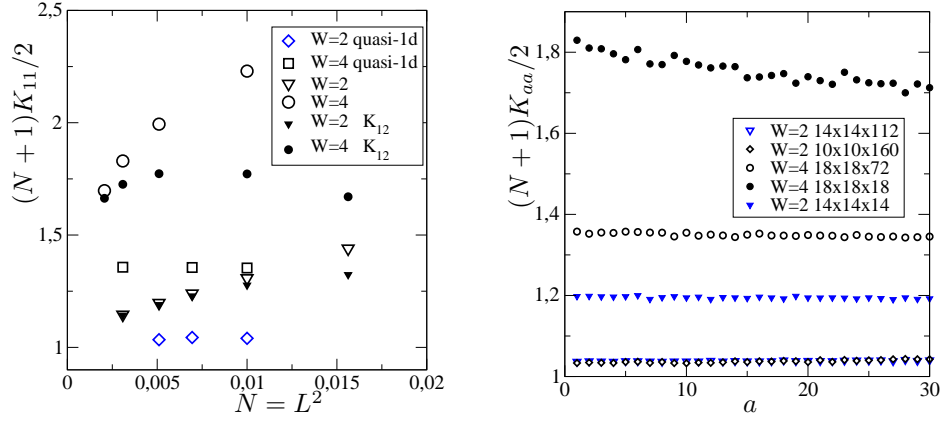 2,5
2
1,5
1
(N + 1)K11/2
W=2 quasi-1d
W=4 quasi-1d
W=2
W=4
W=2 K12
W=4 K12
0 0,005 0,01 0,015 0,02
N = L²
1,8
1,6
1,4
1,2
1
(N + 1)Kaa/2
W=2 14x14x112
W=2 10x10x160
W=4 18x18x72
W=4 18x18x18
W=2 14x14x14
0 10 20 30
a